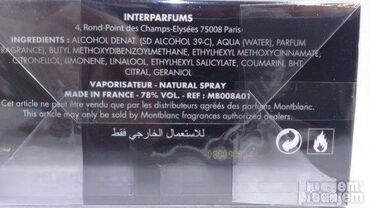 INTERPARFUMS
4, Rond-Point des Champs-Elysées 75008 Paris
INGREDIENTS: ALCOHOL DENAT. (SD ALCOHOL 39-C), AQUA (WATER), PARFUM
(FRAGRANCE), BUTYL METHOXYDIBENZOYLMETHANE, ETHYLHEXYL METHOXYCINNAMATE,
CITRONELLOL, LIMONENE, LINALOOL, ETHYLHEXYL SALICYLATE, COUMARIN, BHT,
CITRAL, GERANIOL
VAPORISATEUR - NATURAL SPRAY
MADE IN FRANCE - 78% VOL. - REF : MB008A01
Cet article ne peut être vendu que par les distributeurs agréés des parfums Montblanc.
This article may only be sold by Montblanc fragrances authorized dealers.
للاستعمال الخارجي فقط